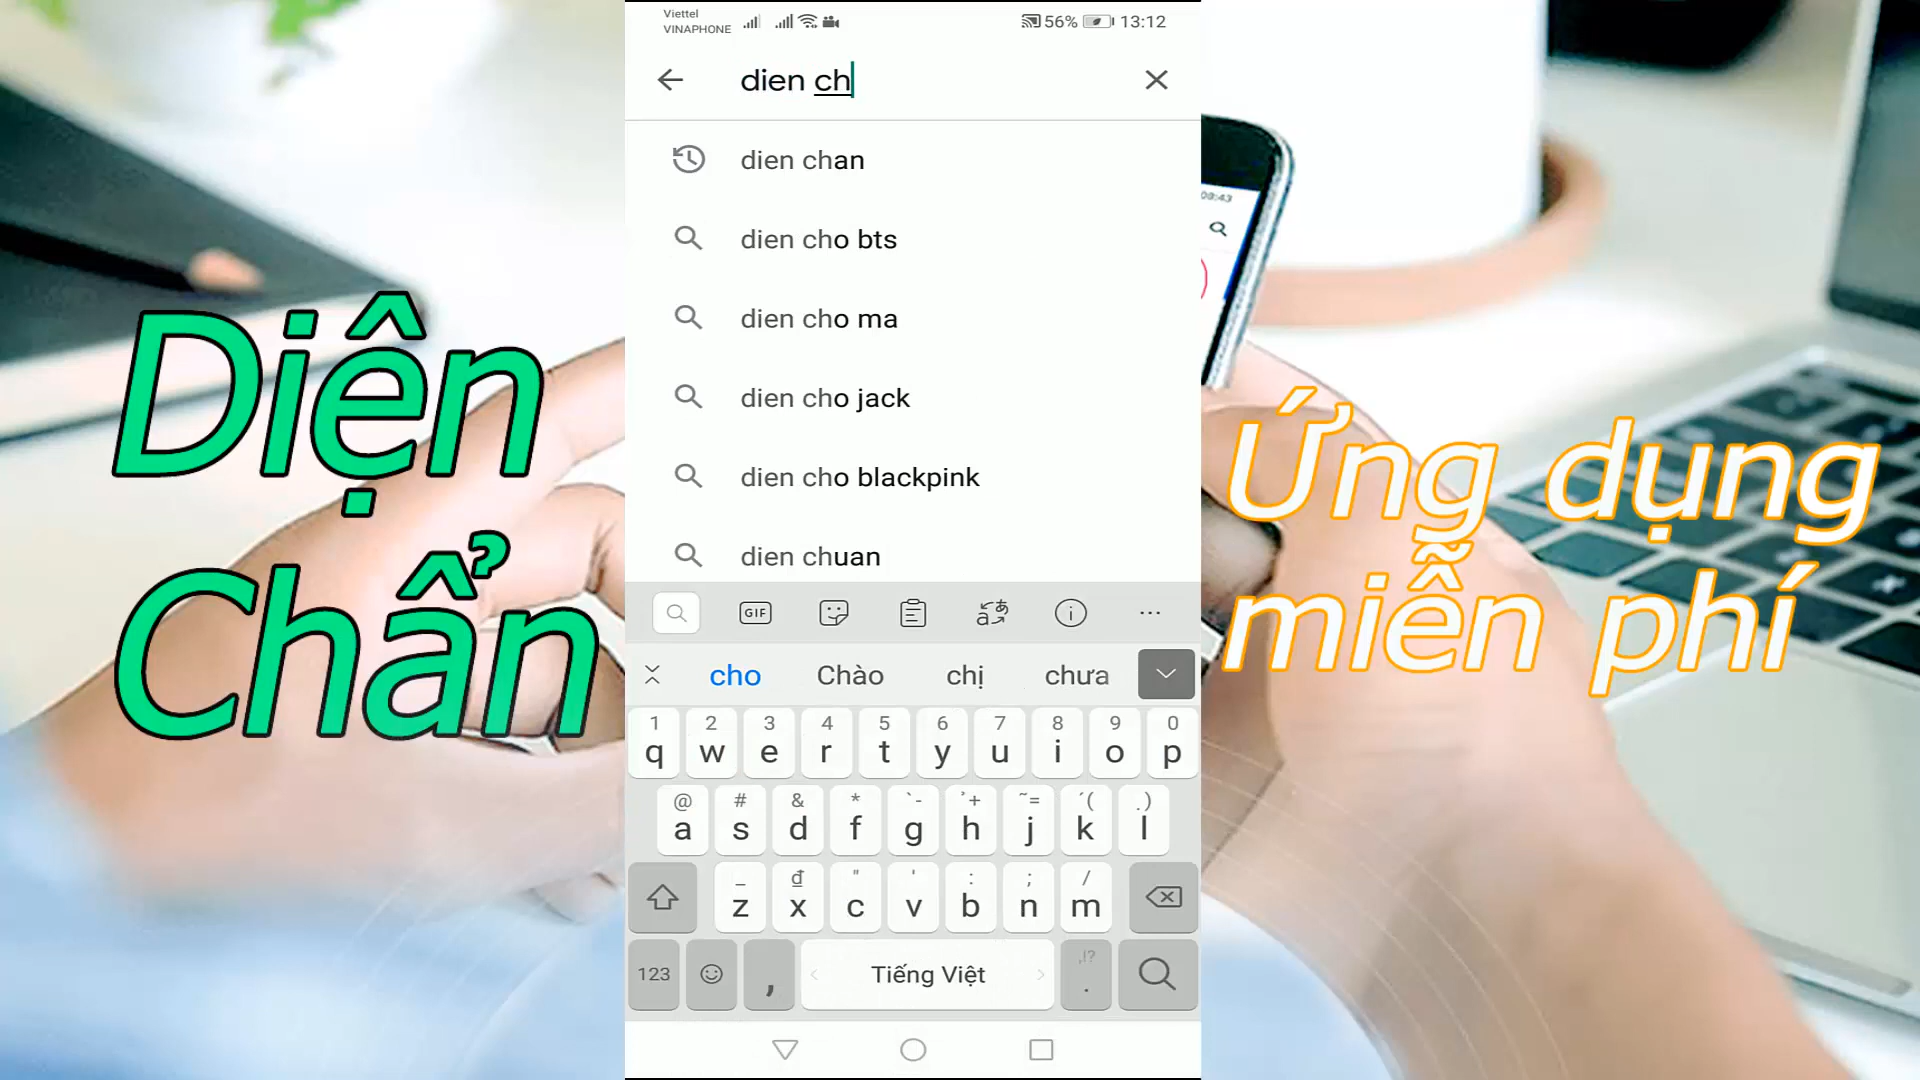 Viettel
VINAPHONE
56% 13:12
dien ch
dien chan
dien cho bts
dien cho ma
dien cho jack
dien cho blackpink
dien chuan
GIF
cho Chào chị chưa
1 2 3 4 5 6 7 8 9 0
q w e r t y u i o p
@ # & * `- ̉+ ~= ´( .)
a s d f g h j k l
_ đ " ' : ; /
z x c v b n m
123 , Tiếng Việt ,!? .
Diện
Chẩn
09:43
Ứng dụng
miễn phí